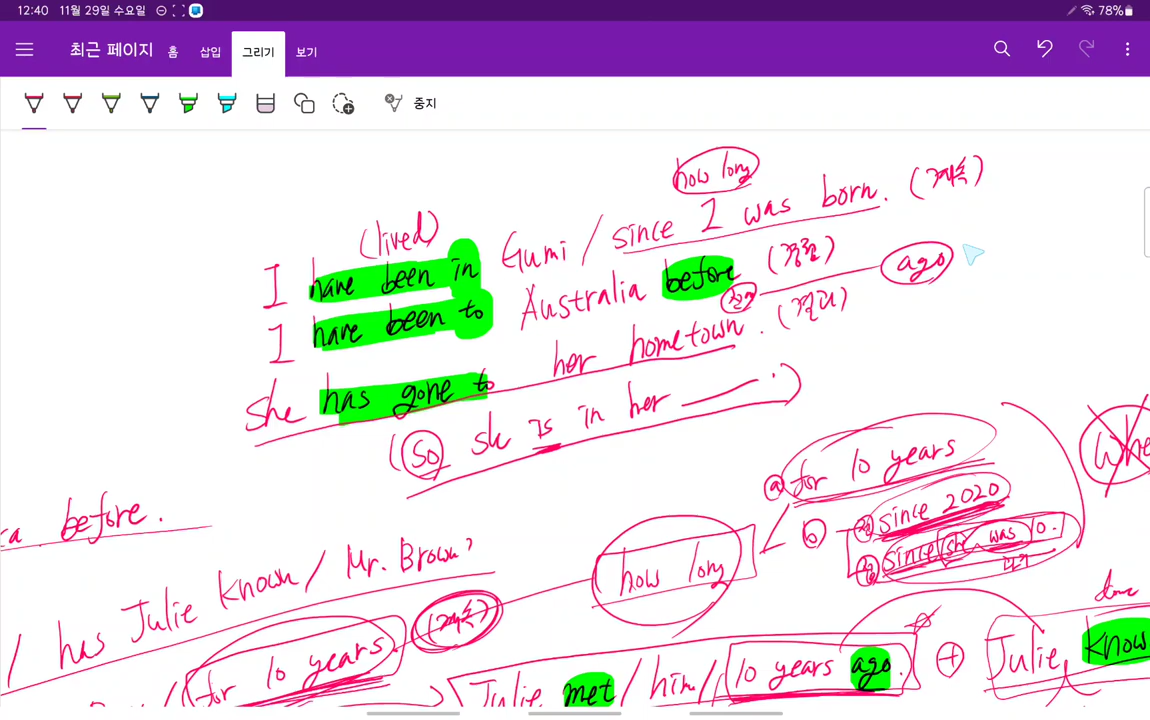 12:40 11월 29일 수요일 78%
최근 페이지 홈 삽입 그리기 보기
중지
how long
(lived)
I have been in Gumi / since I was born. (계속)
I have been to Australia before (경험) ago
She has gone to her hometown. (결과)
(So she is in her .)
ⓐ for 10 years
ⓑ since 2020
since she was 10.
before.
how long
/ has Julie known / Mr. Brown?
(계속)
for 10 years
Julie met / him / 10 years ago. ⊕ Julie know